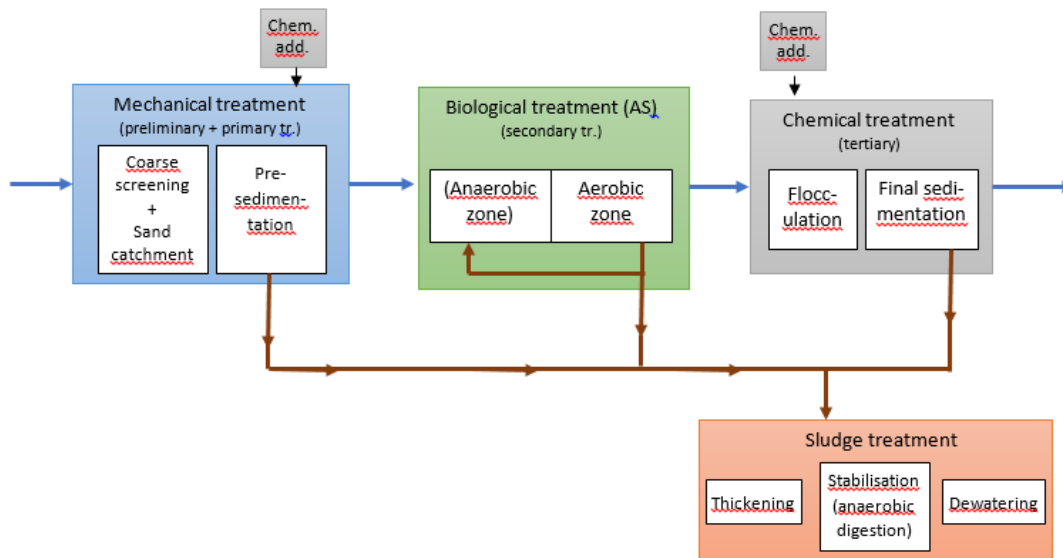 Chem.
add.
Chem.
add.
Mechanical treatment
(preliminary + primary tr.)
Coarse
screening
+
Sand
catchment
Pre-
sedimen-
tation
Biological treatment (AS)
(secondary tr.)
(Anaerobic
zone)
Aerobic
zone
Chemical treatment
(tertiary)
Flocc-
ulation
Final sedi-
mentation
Sludge treatment
Thickening
Stabilisation
(anaerobic
digestion)
Dewatering